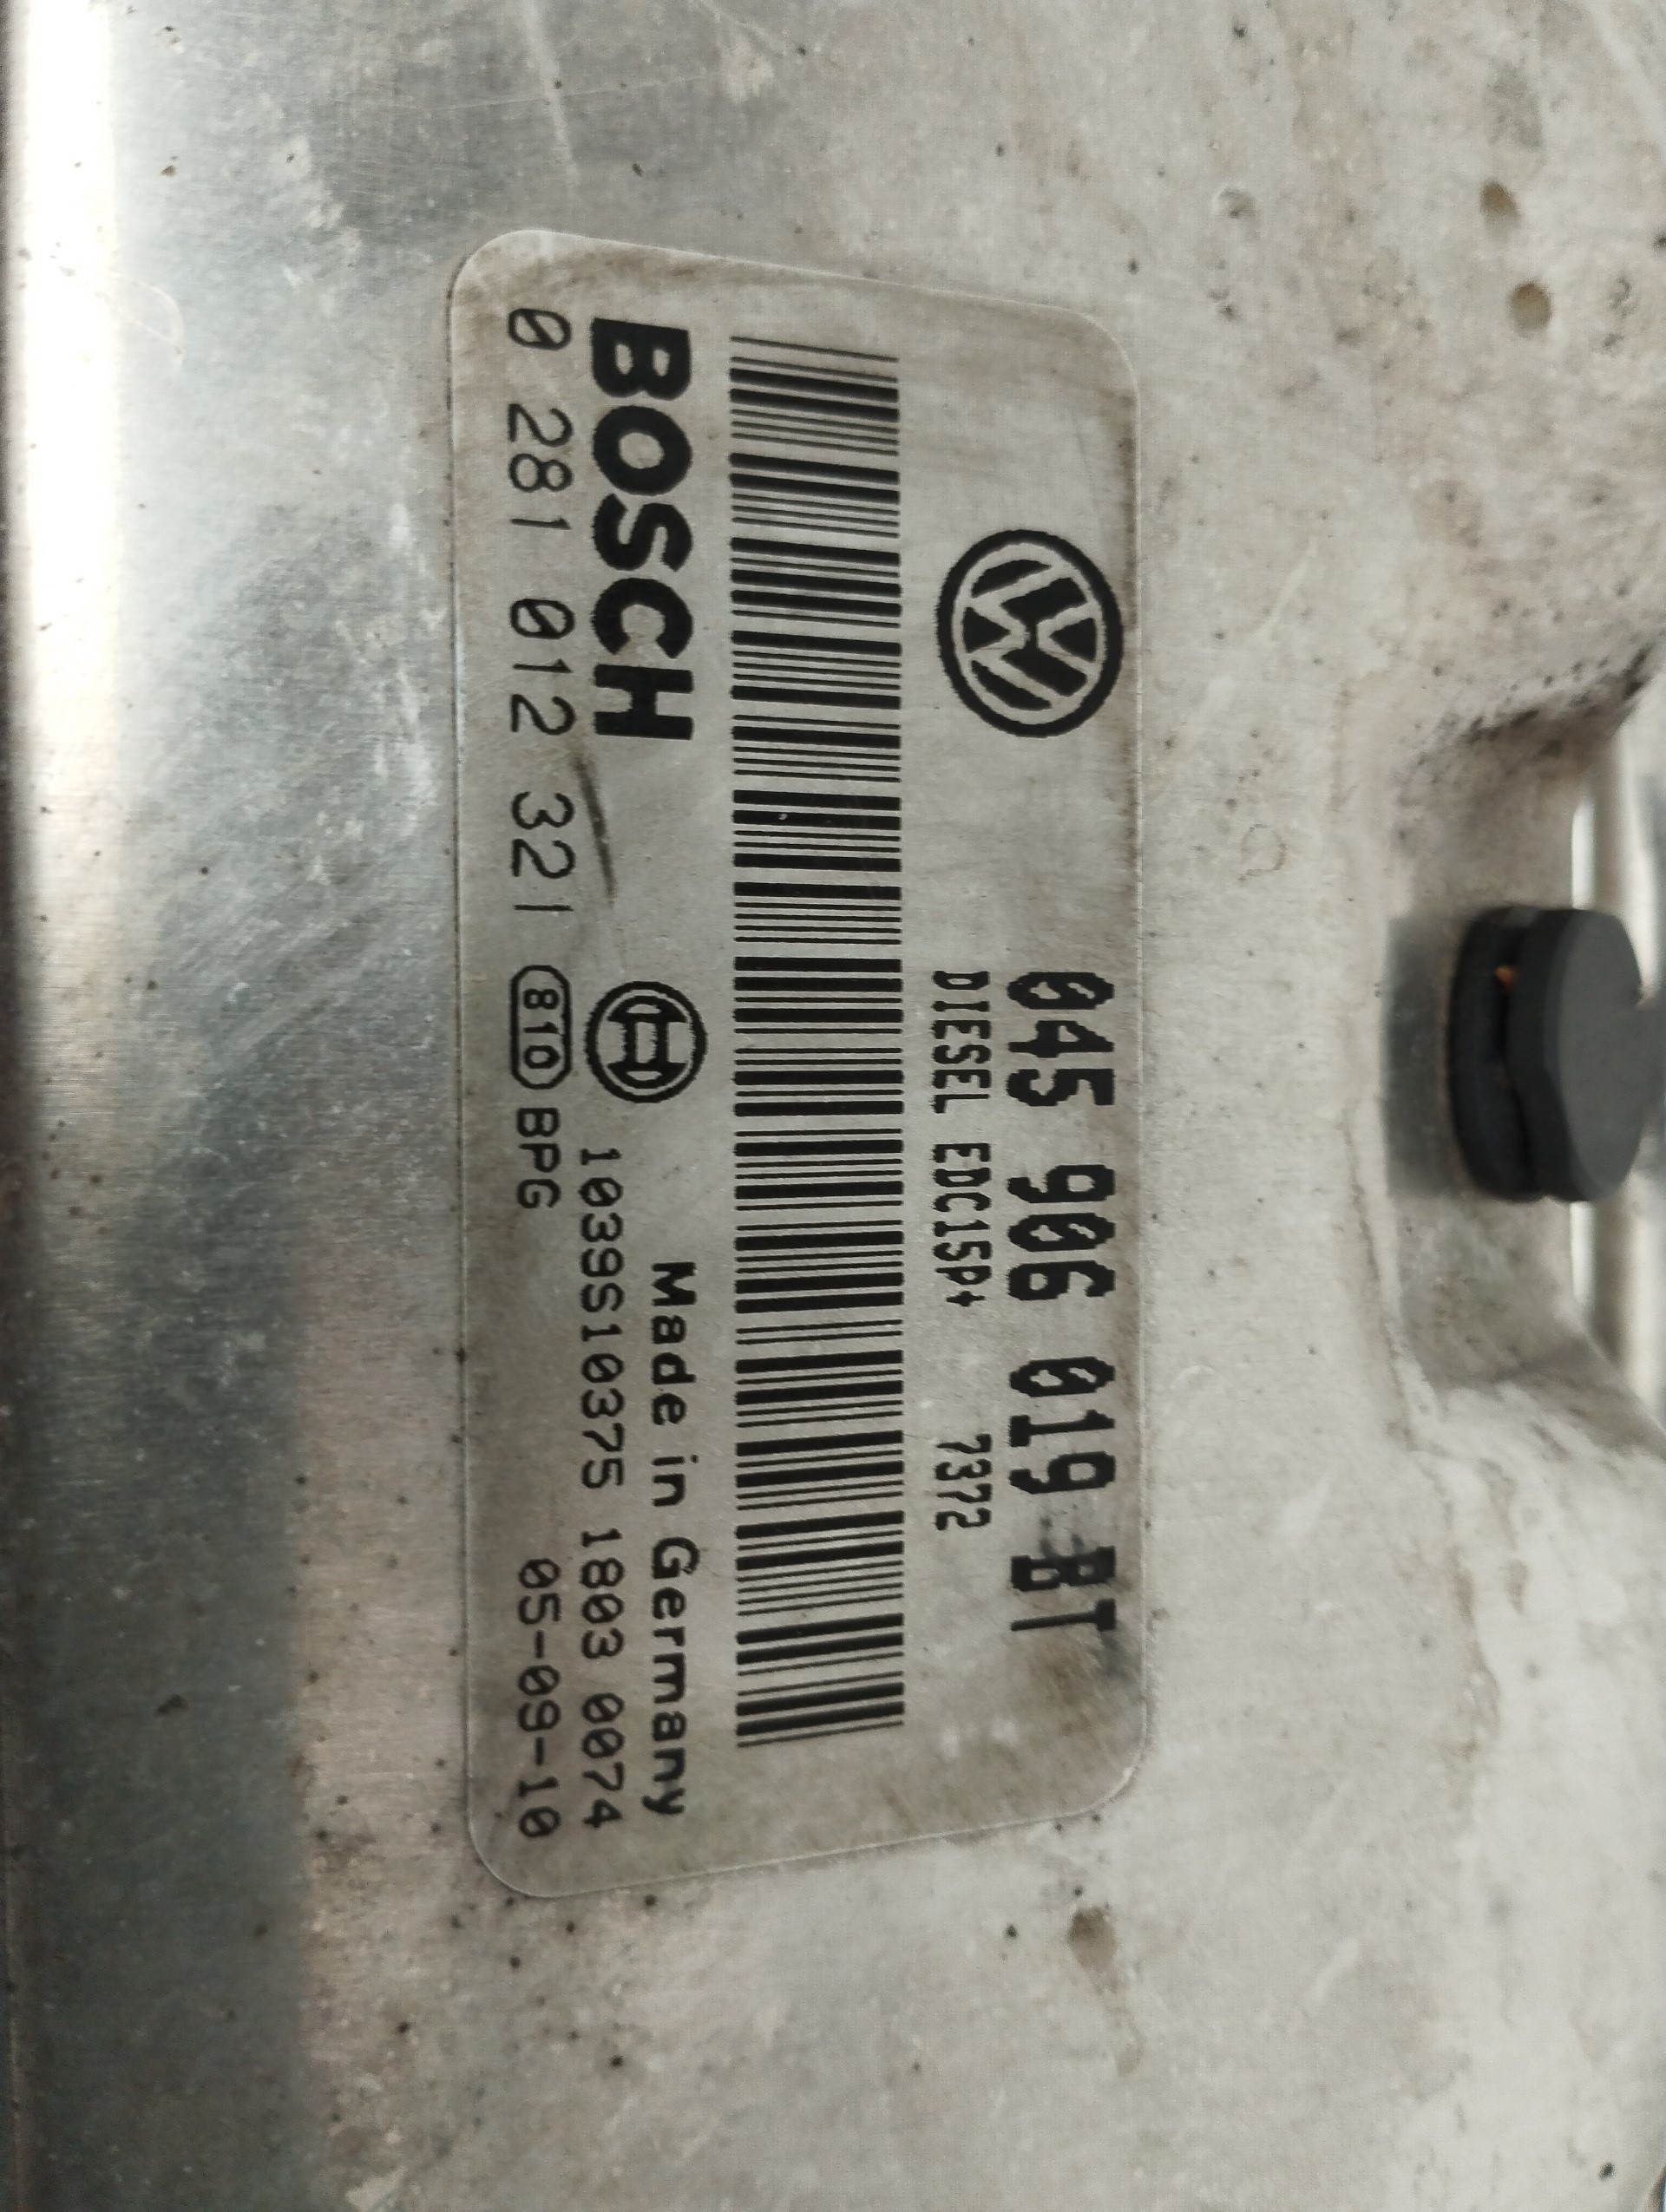 045 906 019 BT
DIESEL EDC15P+ 7372
BOSCH
Made in Germany
1039S10375 1803 0074
0 281 012 321 810 BPG 05-09-10